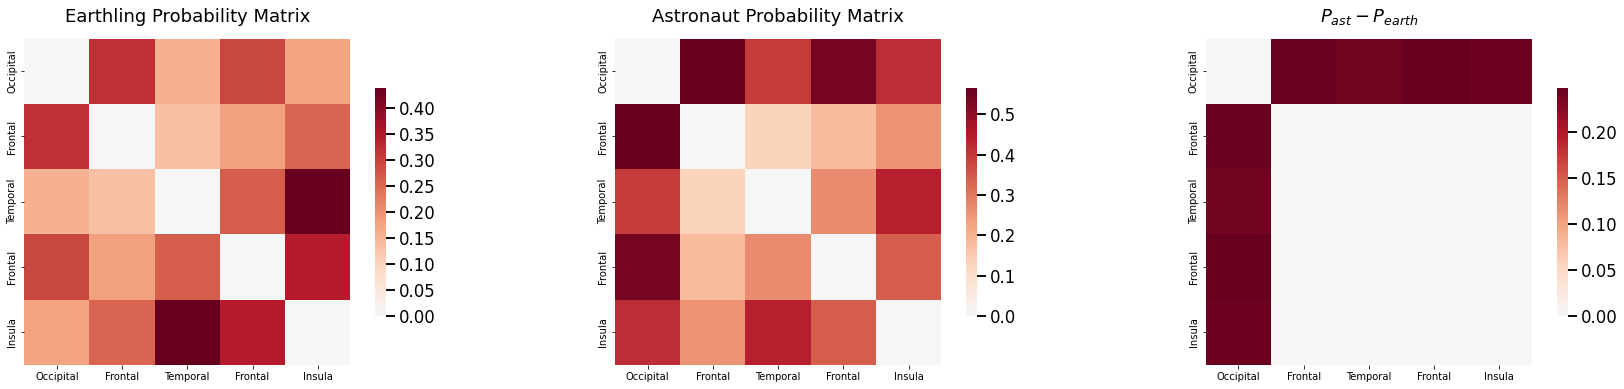 Earthling Probability Matrix
Occipital
Frontal
Temporal
Frontal
Insula
Occipital Frontal Temporal Frontal Insula
0.40
0.35
0.30
0.25
0.20
0.15
0.10
0.05
0.00
Astronaut Probability Matrix
Occipital
Frontal
Temporal
Frontal
Insula
Occipital Frontal Temporal Frontal Insula
0.5
0.4
0.3
0.2
0.1
0.0
P_{ast} − P_{earth}
Occipital
Frontal
Temporal
Frontal
Insula
Occipital Frontal Temporal Frontal Insula
0.20
0.15
0.10
0.05
0.00